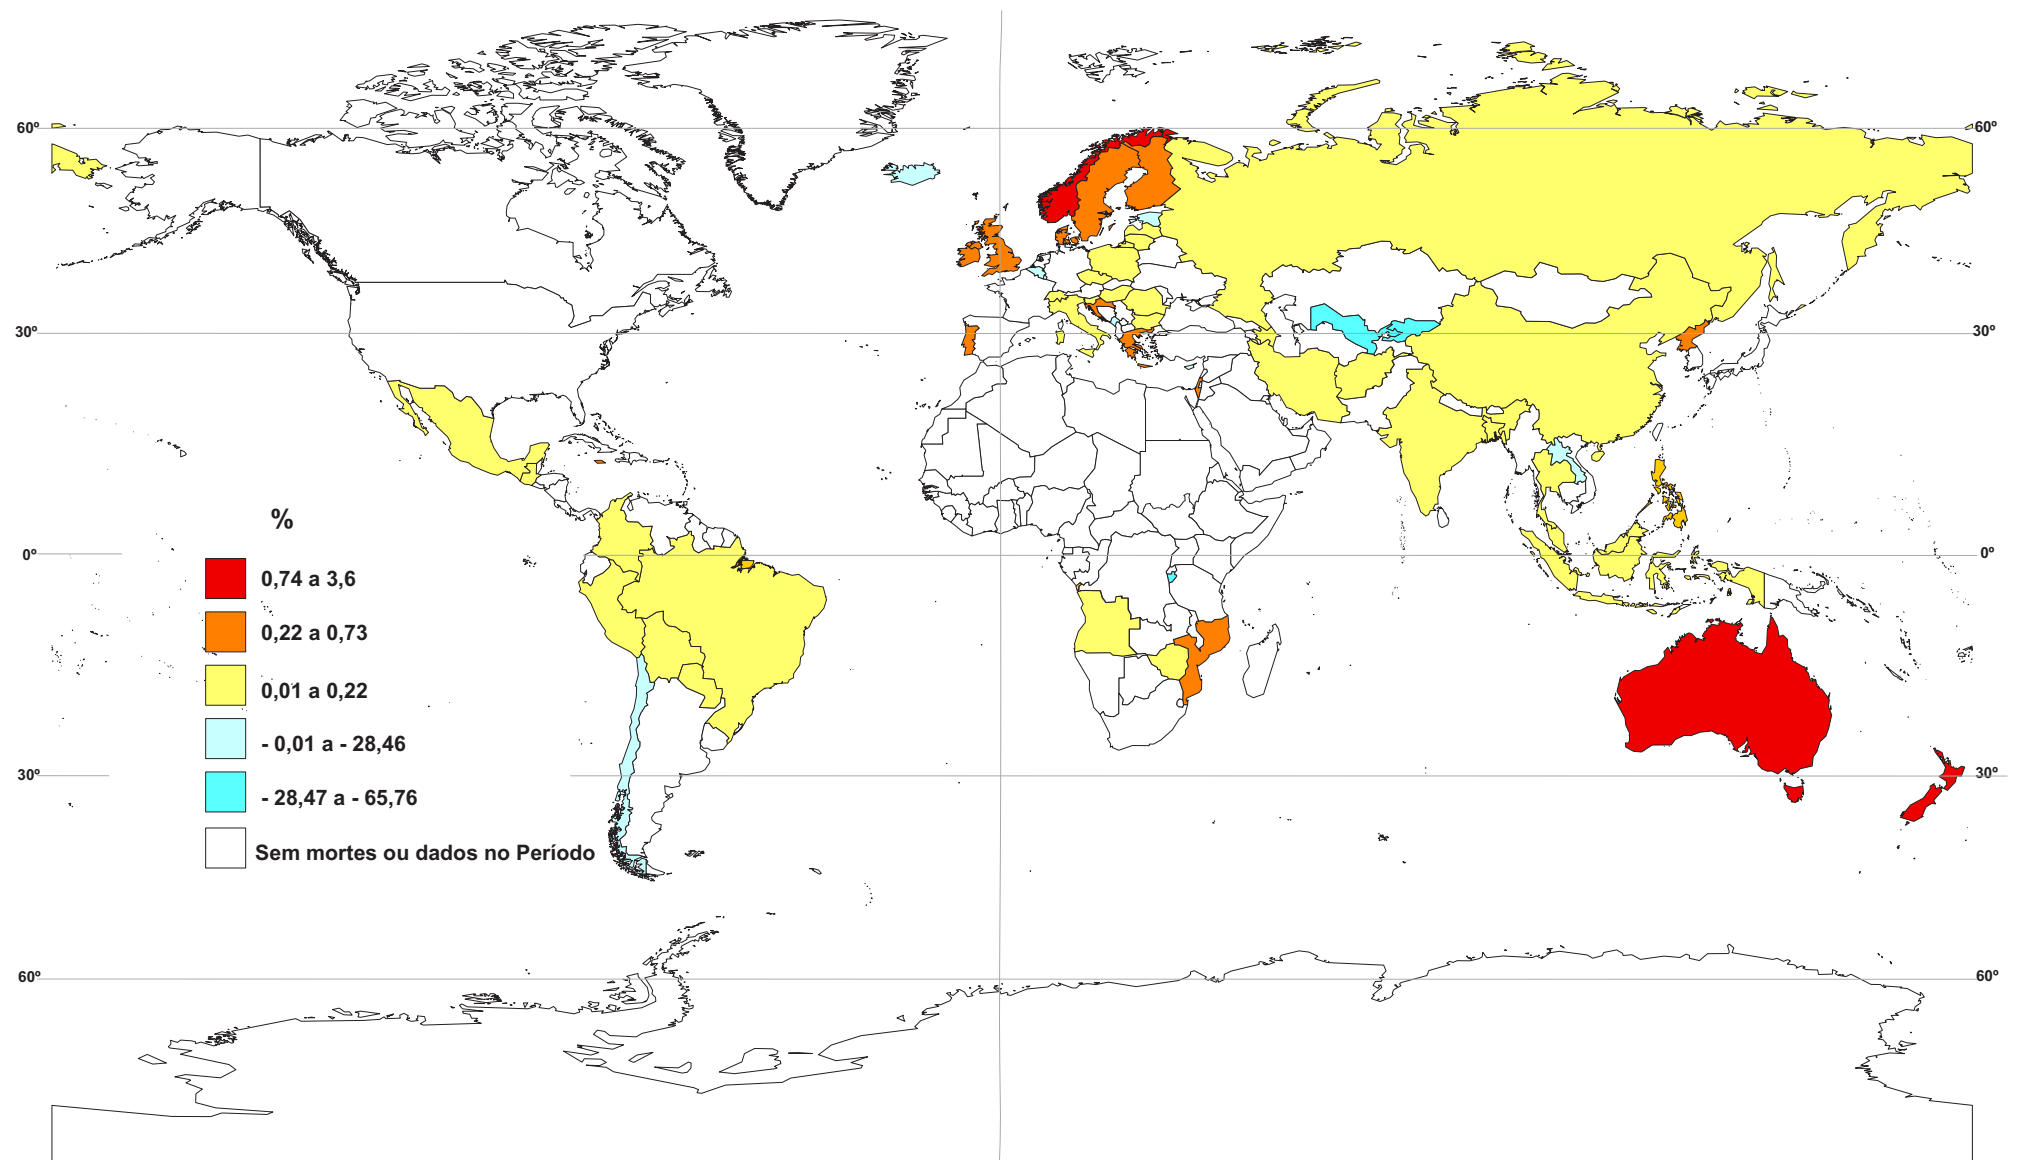 60º
60º
30º
30º
%
0º
0º
0,74 a 3,6
0,22 a 0,73
0,01 a 0,22
- 0,01 a - 28,46
30º
30º
- 28,47 a - 65,76
Sem mortes ou dados no Período
60º
60º